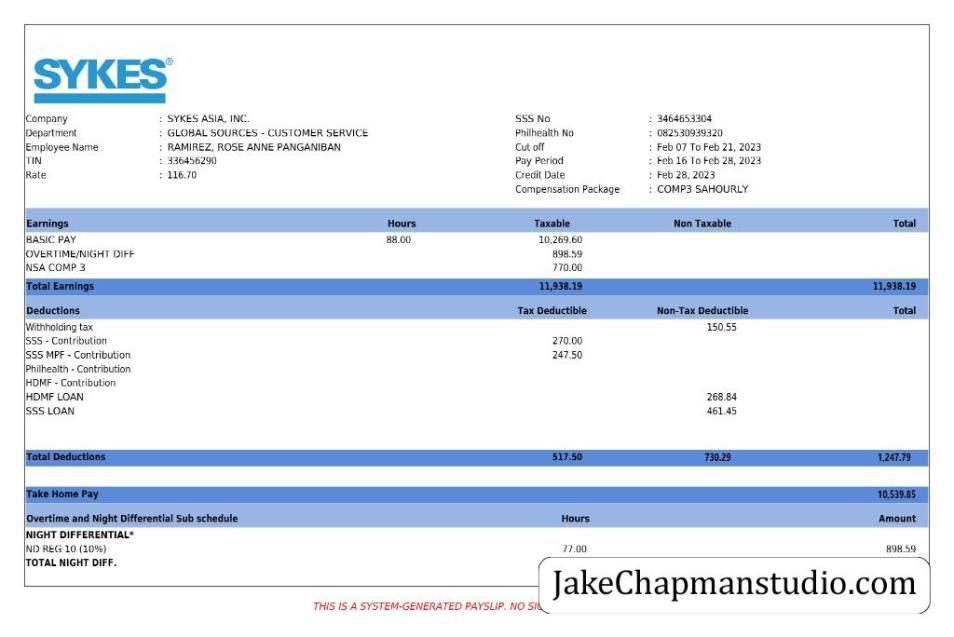 SYKES®
Company : SYKES ASIA, INC. SSS No : 3464653304
Department : GLOBAL SOURCES - CUSTOMER SERVICE Philhealth No : 082530939320
Employee Name : RAMIREZ, ROSE ANNE PANGANIBAN Cut off : Feb 07 To Feb 21, 2023
TIN : 336456290 Pay Period : Feb 16 To Feb 28, 2023
Rate : 116.70 Credit Date : Feb 28, 2023
Compensation Package : COMP3 SAHOURLY
Earnings Hours Taxable Non Taxable Total
BASIC PAY 88.00 10,269.60
OVERTIME/NIGHT DIFF 898.59
NSA COMP 3 770.00
Total Earnings 11,938.19 11,938.19
Deductions Tax Deductible Non-Tax Deductible Total
Withholding tax 150.55
SSS - Contribution 270.00
SSS MPF - Contribution 247.50
Philhealth - Contribution
HDMF - Contribution
HDMF LOAN 268.84
SSS LOAN 461.45
Total Deductions 517.50 730.29 1,247.79
Take Home Pay 10,539.85
Overtime and Night Differential Sub schedule Hours Amount
NIGHT DIFFERENTIAL*
ND REG 10 (10%) 77.00 898.59
TOTAL NIGHT DIFF.
JakeChapmanstudio.com
THIS IS A SYSTEM-GENERATED PAYSLIP. NO